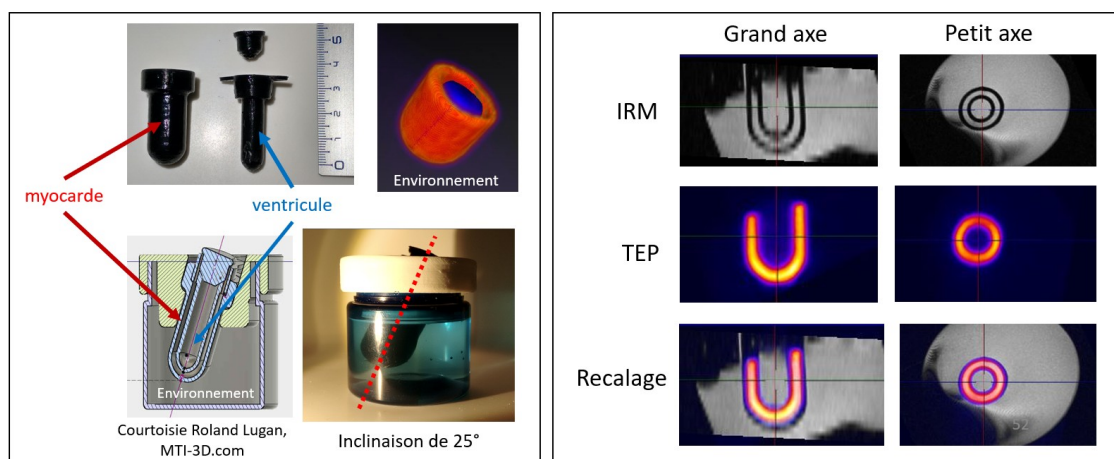 myocarde
ventricule
Environnement
Environnement
Courtoisie Roland Lugan,
MTI-3D.com
Inclinaison de 25°
Grand axe
Petit axe
IRM
TEP
Recalage
52